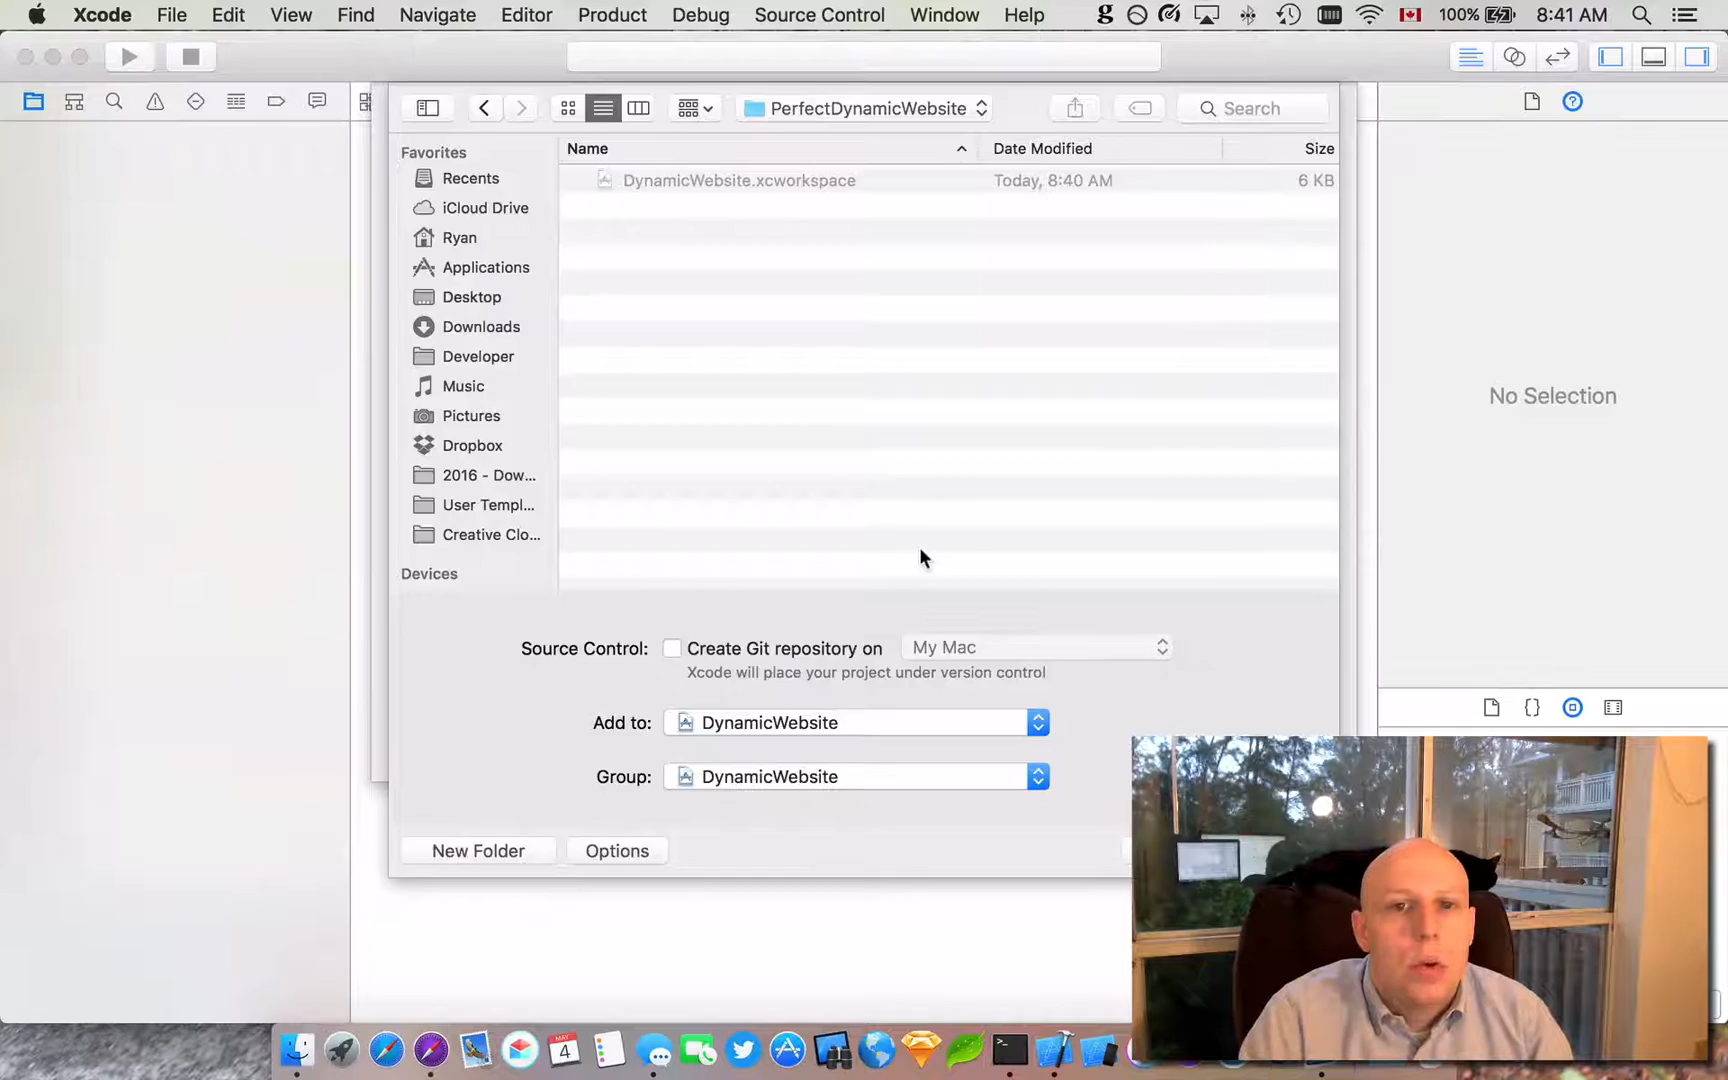 Xcode File Edit View Find Navigate Editor Product Debug Source Control Window Help 100% 8:41 AM
PerfectDynamicWebsite Search
Favorites
Name Date Modified Size
DynamicWebsite.xcworkspace Today, 8:40 AM 6 KB
Recents
iCloud Drive
Ryan
Applications
Desktop
Downloads
Developer
Music
Pictures
Dropbox
2016 - Dow...
User Templ...
Creative Clo...
Devices
No Selection
Source Control: Create Git repository on My Mac
Xcode will place your project under version control
Add to: DynamicWebsite
Group: DynamicWebsite
New Folder Options
MAY
4